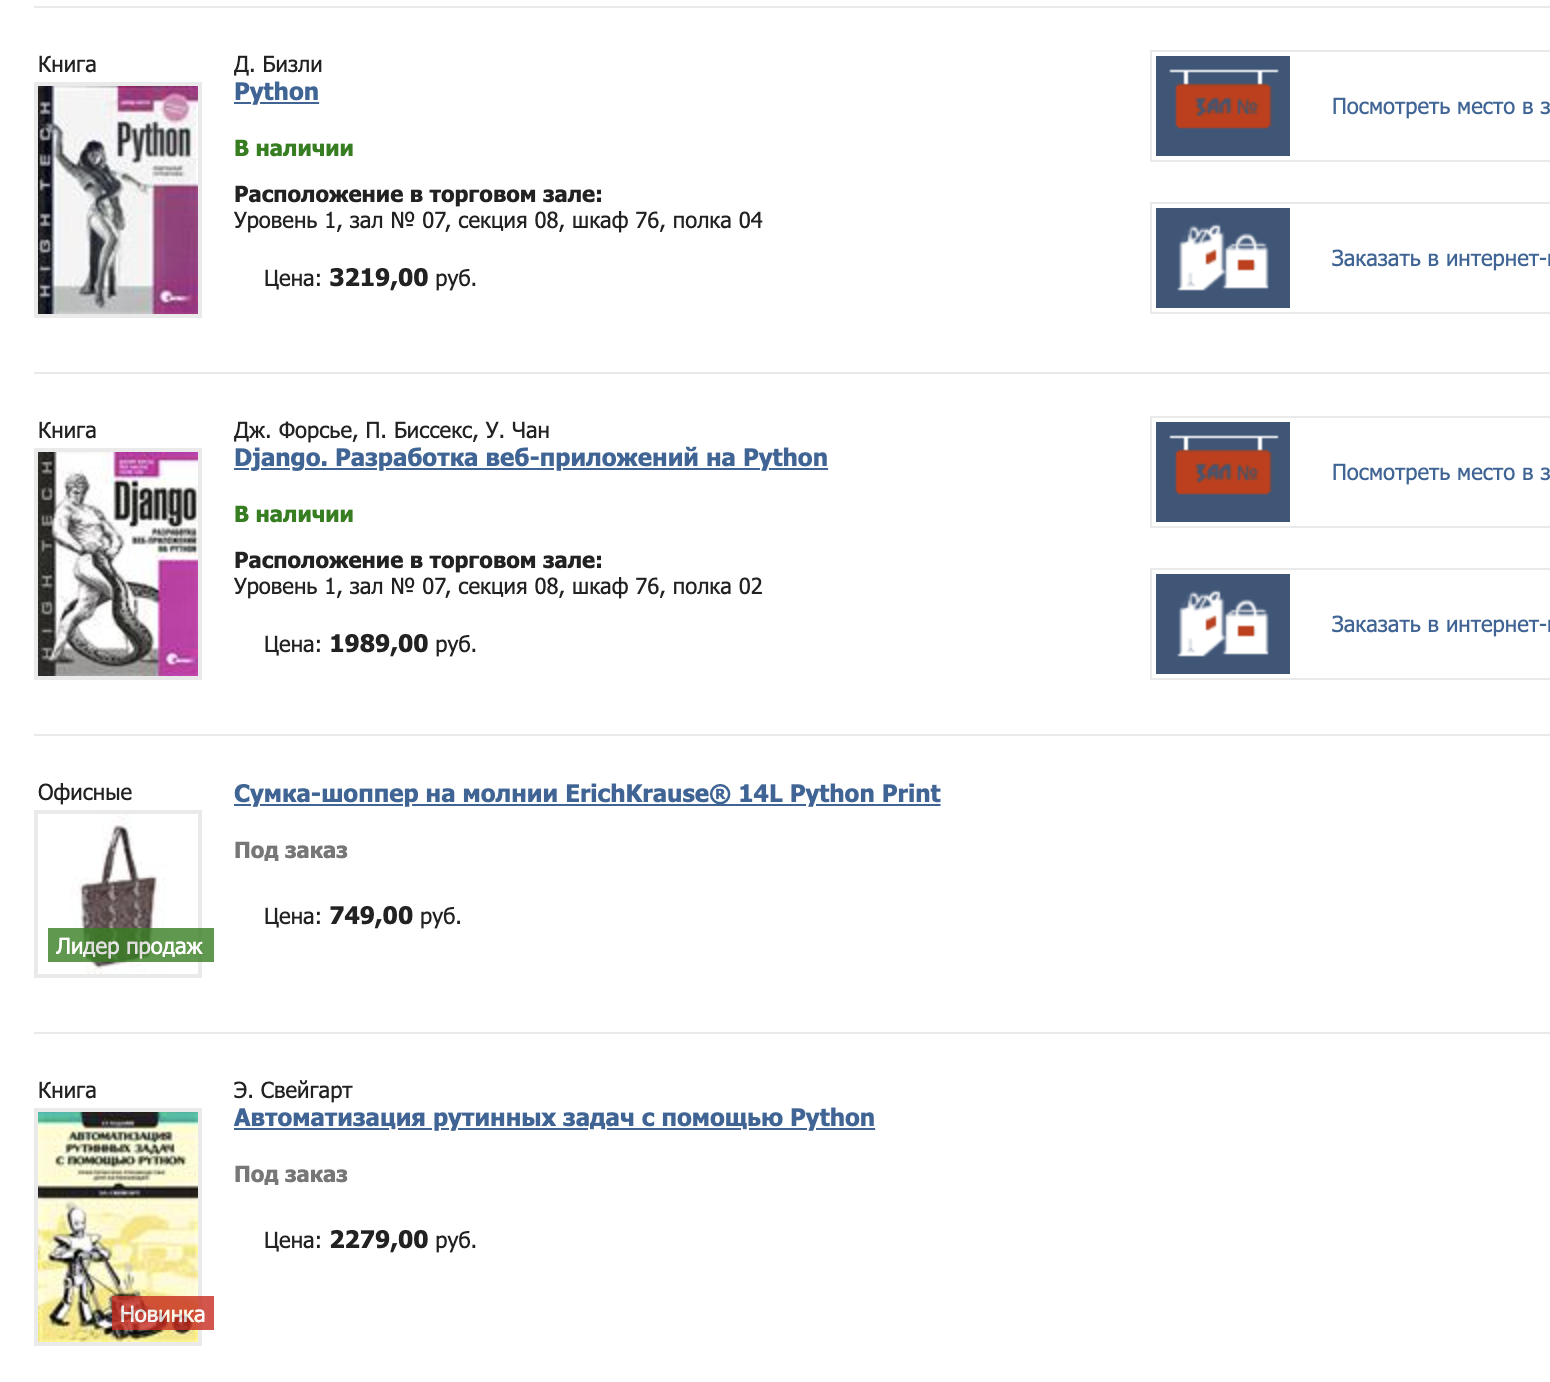 Книга
Д. Бизли
Python
В наличии
Расположение в торговом зале:
Уровень 1, зал № 07, секция 08, шкаф 76, полка 04
Цена: 3219,00 руб.
HIGH TECH
Python
ЗАЛ №
Посмотреть место в з
Заказать в интернет-
Книга
Дж. Форсье, П. Биссекс, У. Чан
Django. Разработка веб-приложений на Python
В наличии
Расположение в торговом зале:
Уровень 1, зал № 07, секция 08, шкаф 76, полка 02
Цена: 1989,00 руб.
HIGH TECH
Django
РАЗРАБОТКА
ВЕБ-ПРИЛОЖЕНИЙ
НА PYTHON
ЗАЛ №
Посмотреть место в з
Заказать в интернет-
Офисные
Сумка-шоппер на молнии ErichKrause® 14L Python Print
Под заказ
Цена: 749,00 руб.
Лидер продаж
Книга
Э. Свейгарт
Автоматизация рутинных задач с помощью Python
Под заказ
Цена: 2279,00 руб.
АВТОМАТИЗАЦИЯ
РУТИННЫХ ЗАДАЧ
С ПОМОЩЬЮ PYTHON
Новинка